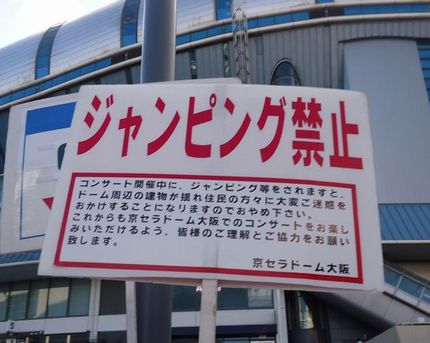 ジャンピング禁止
コンサート開催中に、ジャンピング等をされますと、
ドーム周辺の建物が揺れ住民の方々に大変ご迷惑を
おかけすることになりますのでおやめ下さい。
これからも京セラドーム大阪でのコンサートをお楽し
みいただけるよう、皆様のご理解とご協力をお願い
致します。
京セラドーム大阪